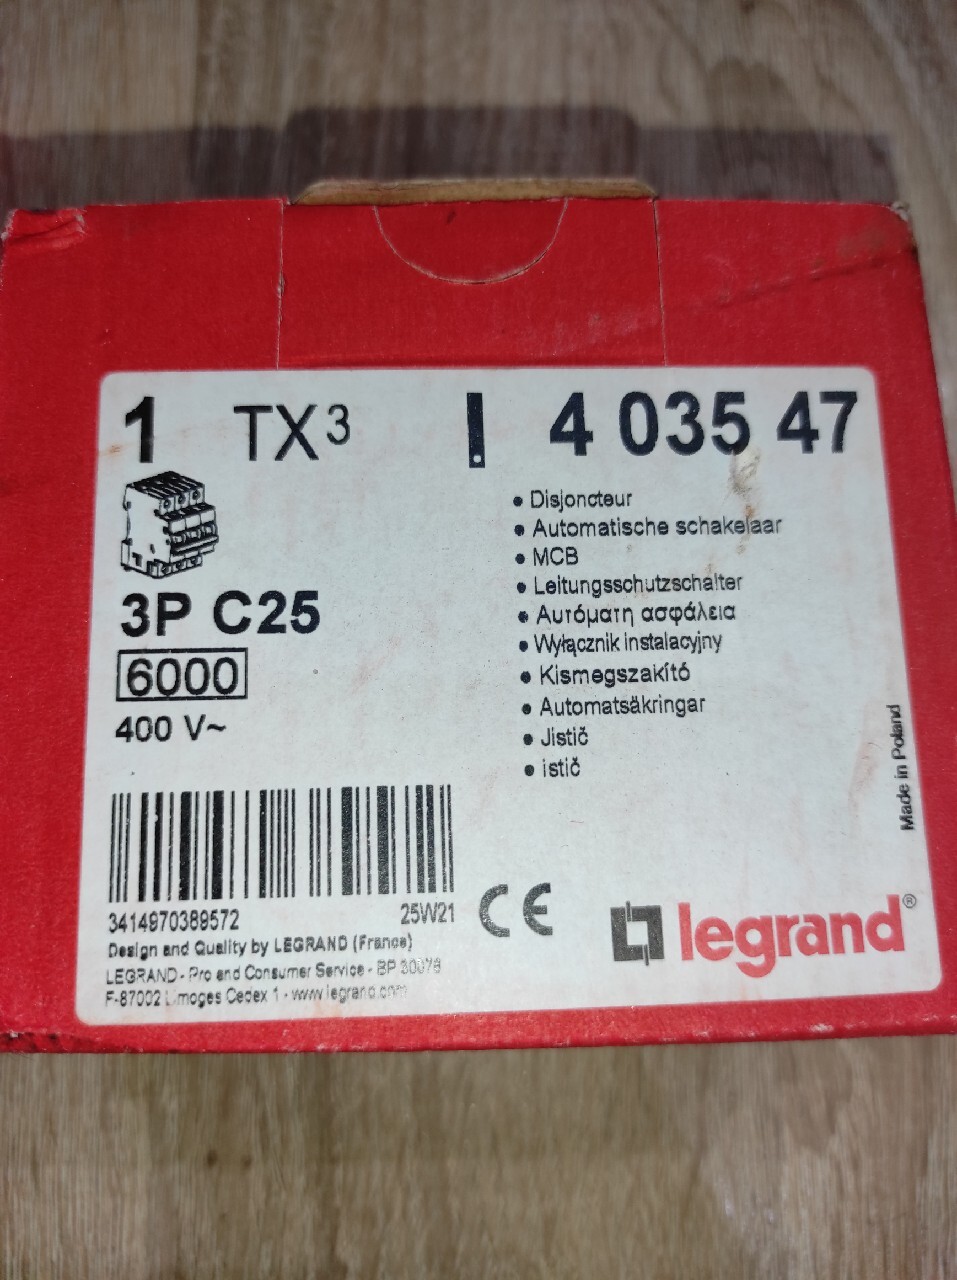 1 TX3 4 035 47
• Disjoncteur
• Automatische schakelaar
• MCB
• Leitungsschutzschalter
• Αυτόματη ασφάλεια
• Wyłącznik instalacyjny
• Kismegszakító
• Automatsäkringar
• Jistič
• istič
3P C25
6000
400 V~
3414970389572 25W21
Design and Quality by LEGRAND (France)
LEGRAND - Pro and Consumer Service - BP 30076
F-87002 Limoges Cedex 1 - www.legrand.com
CE
legrand®
Made in Poland